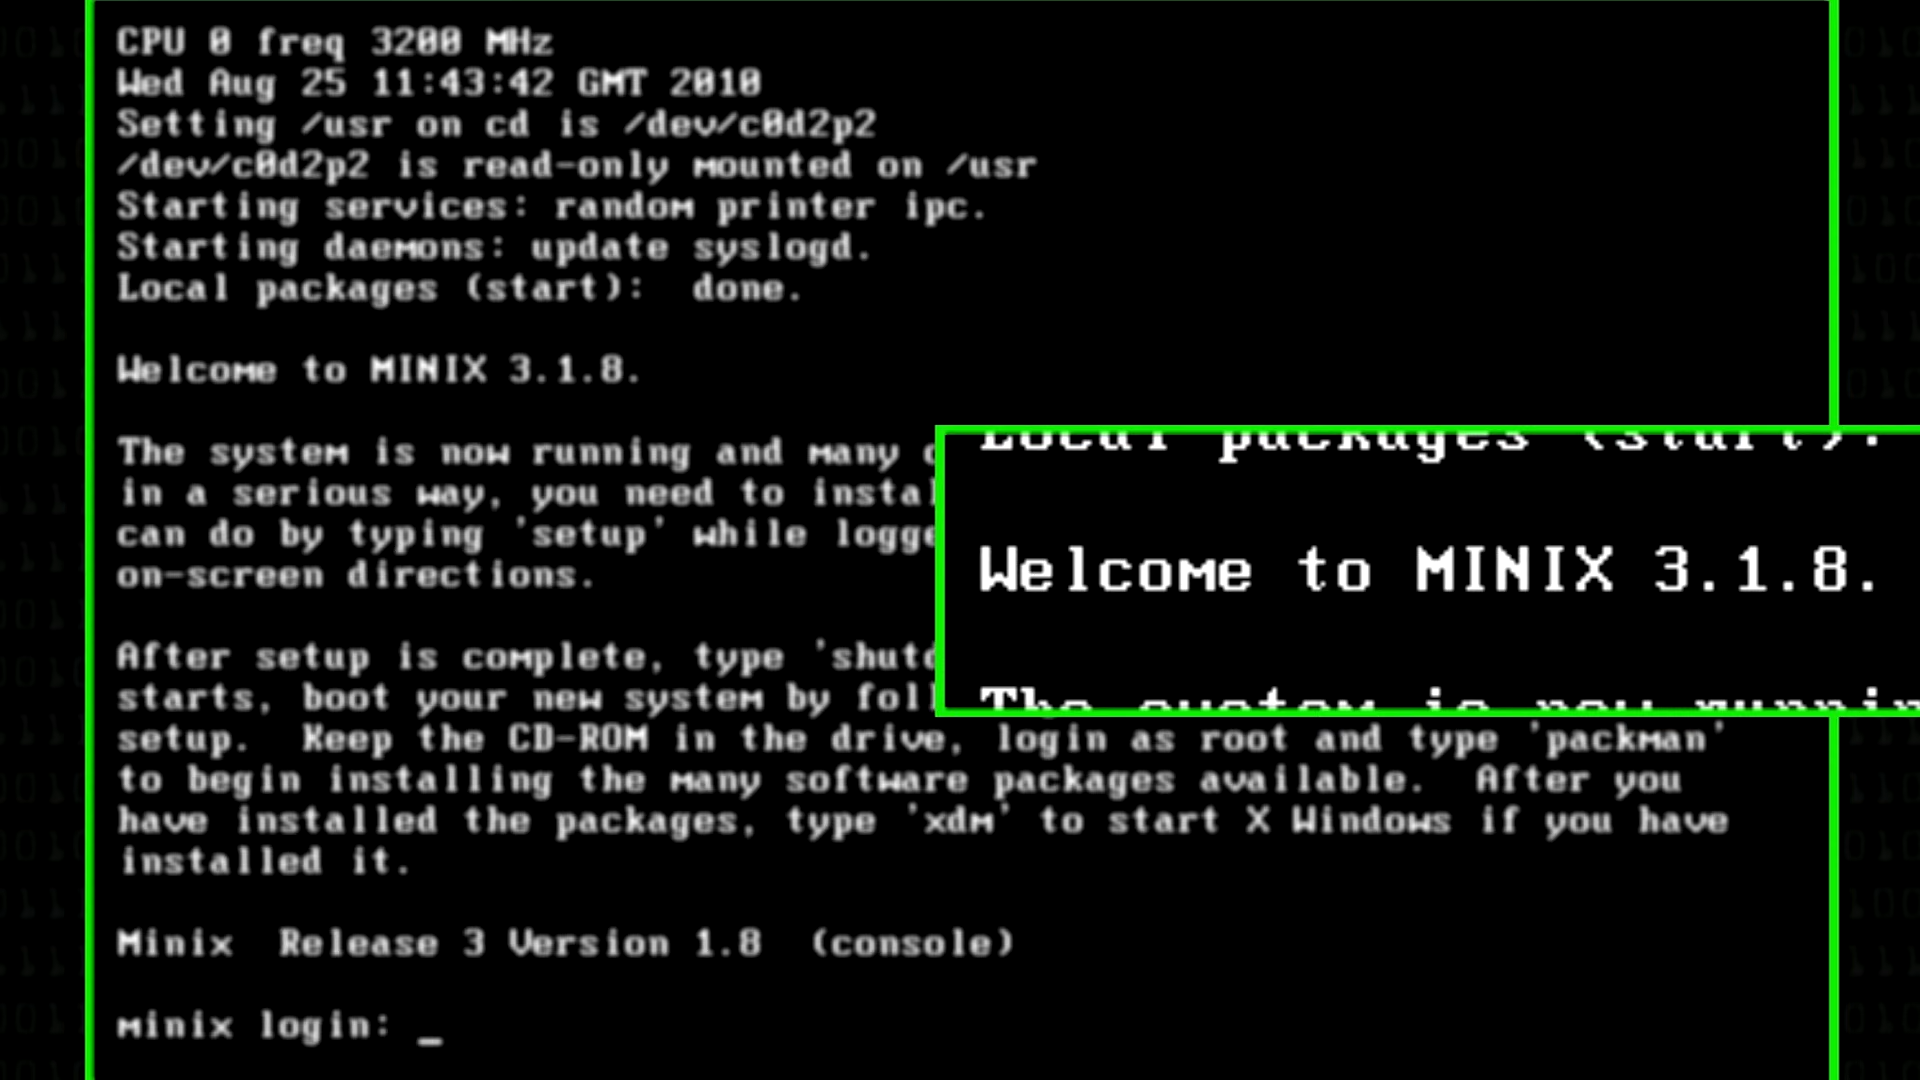 CPU 0 freq 3200 MHz
Wed Aug 25 11:43:42 GMT 2010
Setting /usr on cd is /dev/c0d2p2
/dev/c0d2p2 is read-only mounted on /usr
Starting services: random printer ipc.
Starting daemons: update syslogd.
Local packages (start):  done.
Welcome to MINIX 3.1.8.
The system is now running and many
in a serious way, you need to
can do by typing 'setup' while
on-screen directions.
After setup is complete, type
starts, boot your new system by
setup.  Keep the CD-ROM in the drive, login as root and type 'packman'
to begin installing the many software packages available.  After you
have installed the packages, type 'xdm' to start X Windows if you have
installed it.
Minix  Release 3 Version 1.8  (console)
minix login: _
Local packages (start):
Welcome to MINIX 3.1.8.
The system is now